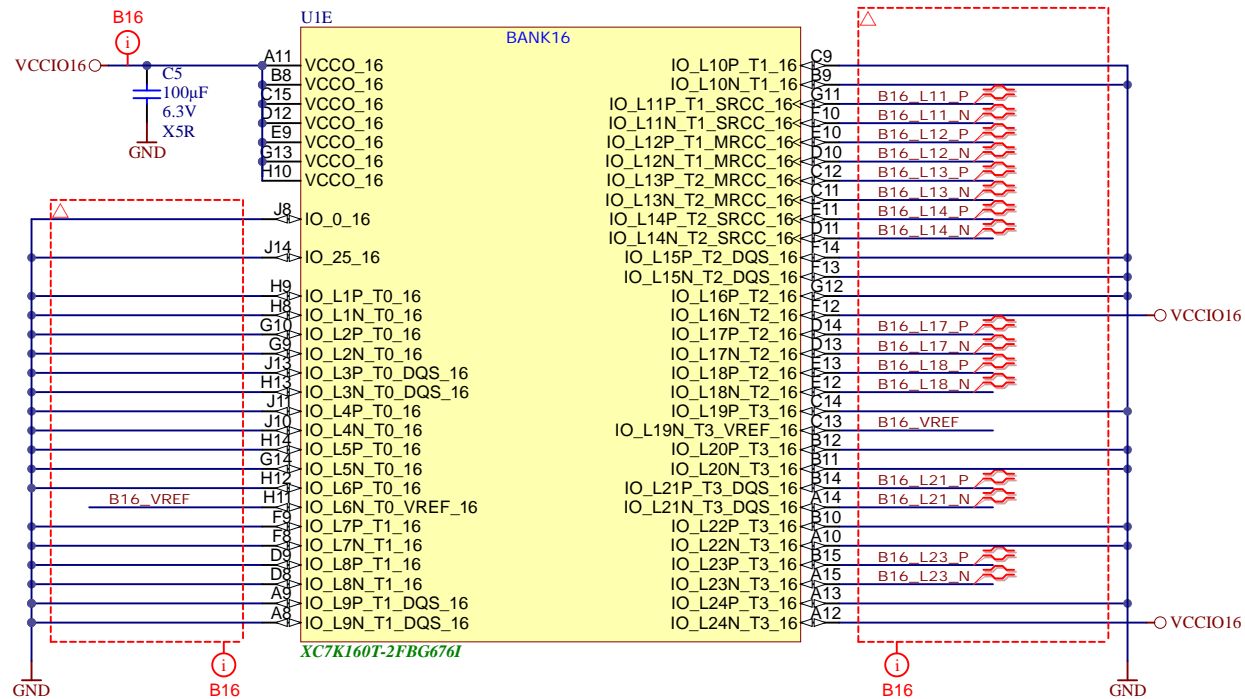 B16
U1E
BANK16
VCCIO16
C5
100µF
6.3V
X5R
GND
A11 VCCO_16
B8 VCCO_16
C15 VCCO_16
D12 VCCO_16
E9 VCCO_16
G13 VCCO_16
H10 VCCO_16
J8 IO_0_16
J14 IO_25_16
H9 IO_L1P_T0_16
H8 IO_L1N_T0_16
G10 IO_L2P_T0_16
G9 IO_L2N_T0_16
J13 IO_L3P_T0_DQS_16
H13 IO_L3N_T0_DQS_16
J11 IO_L4P_T0_16
J10 IO_L4N_T0_16
H14 IO_L5P_T0_16
G14 IO_L5N_T0_16
H12 IO_L6P_T0_16
B16_VREF H11 IO_L6N_T0_VREF_16
F9 IO_L7P_T1_16
F8 IO_L7N_T1_16
D9 IO_L8P_T1_16
D8 IO_L8N_T1_16
A9 IO_L9P_T1_DQS_16
A8 IO_L9N_T1_DQS_16
IO_L10P_T1_16 C9
IO_L10N_T1_16 B9
IO_L11P_T1_SRCC_16 G11 B16_L11_P
IO_L11N_T1_SRCC_16 F10 B16_L11_N
IO_L12P_T1_MRCC_16 E10 B16_L12_P
IO_L12N_T1_MRCC_16 D10 B16_L12_N
IO_L13P_T2_MRCC_16 C12 B16_L13_P
IO_L13N_T2_MRCC_16 C11 B16_L13_N
IO_L14P_T2_SRCC_16 E11 B16_L14_P
IO_L14N_T2_SRCC_16 D11 B16_L14_N
IO_L15P_T2_DQS_16 F14
IO_L15N_T2_DQS_16 F13
IO_L16P_T2_16 G12
IO_L16N_T2_16 F12 VCCIO16
IO_L17P_T2_16 D14 B16_L17_P
IO_L17N_T2_16 D13 B16_L17_N
IO_L18P_T2_16 E13 B16_L18_P
IO_L18N_T2_16 E12 B16_L18_N
IO_L19P_T3_16 C14
IO_L19N_T3_VREF_16 C13 B16_VREF
IO_L20P_T3_16 B12
IO_L20N_T3_16 B11
IO_L21P_T3_DQS_16 B14 B16_L21_P
IO_L21N_T3_DQS_16 A14 B16_L21_N
IO_L22P_T3_16 B10
IO_L22N_T3_16 A10
IO_L23P_T3_16 B15 B16_L23_P
IO_L23N_T3_16 A15 B16_L23_N
IO_L24P_T3_16 A13
IO_L24N_T3_16 A12 VCCIO16
XC7K160T-2FBG676I
GND
B16
B16
GND